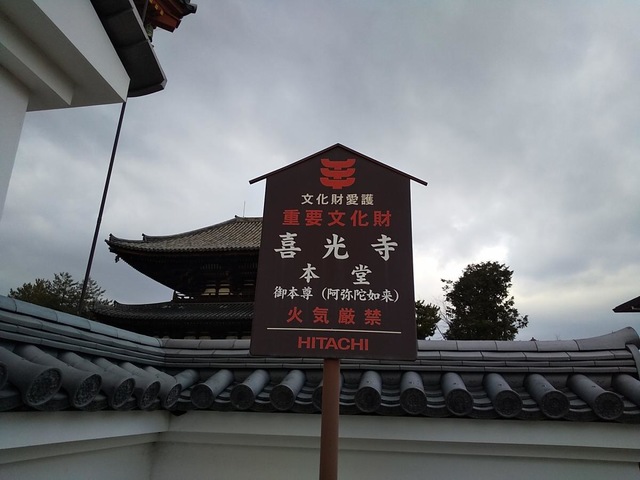 文化財愛護
重要文化財
喜光寺
本堂
御本尊（阿弥陀如来）
火気厳禁
HITACHI